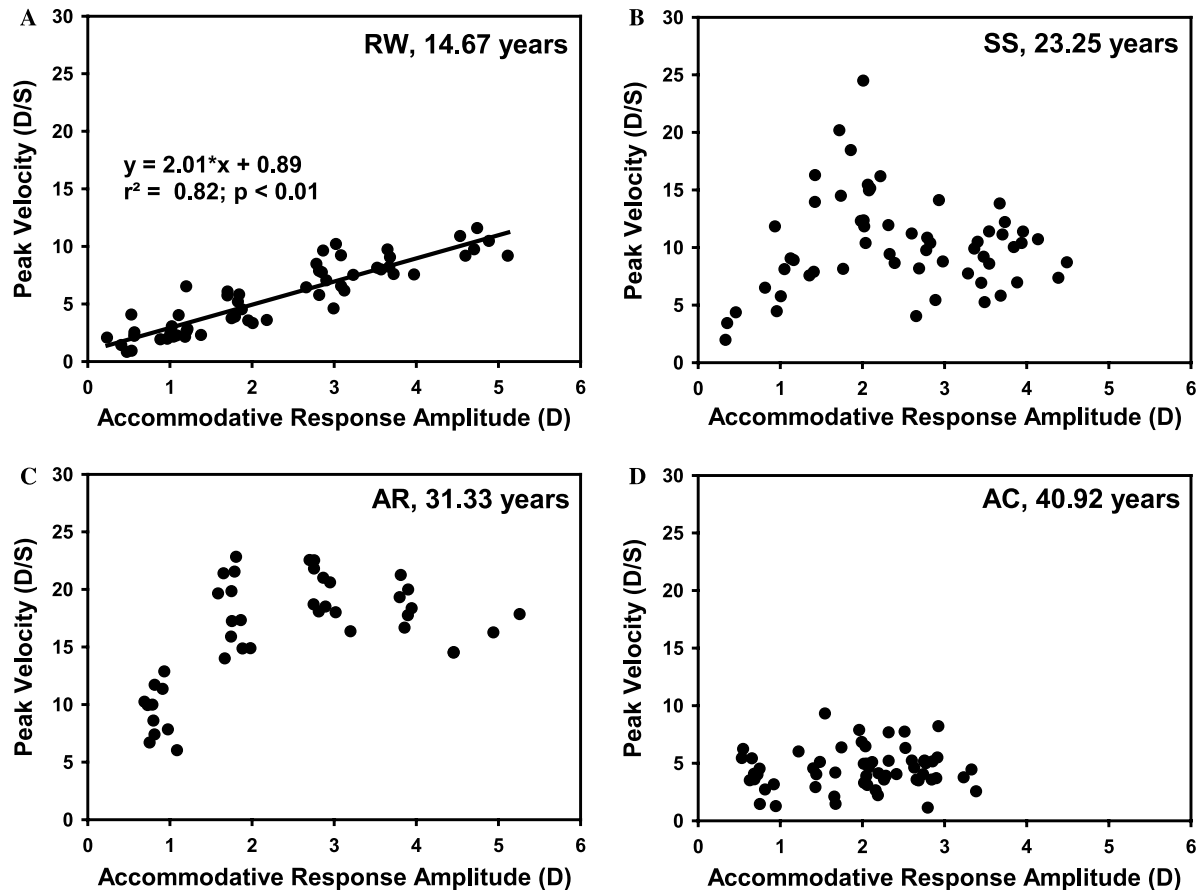 A
RW, 14.67 years
y = 2.01*x + 0.89
r² = 0.82; p < 0.01
Peak Velocity (D/S)
30
25
20
15
10
5
0
0 1 2 3 4 5 6
Accommodative Response Amplitude (D)
B
SS, 23.25 years
Peak Velocity (D/S)
30
25
20
15
10
5
0
0 1 2 3 4 5 6
Accommodative Response Amplitude (D)
C
AR, 31.33 years
Peak Velocity (D/S)
30
25
20
15
10
5
0
0 1 2 3 4 5 6
Accommodative Response Amplitude (D)
D
AC, 40.92 years
Peak Velocity (D/S)
30
25
20
15
10
5
0
0 1 2 3 4 5 6
Accommodative Response Amplitude (D)